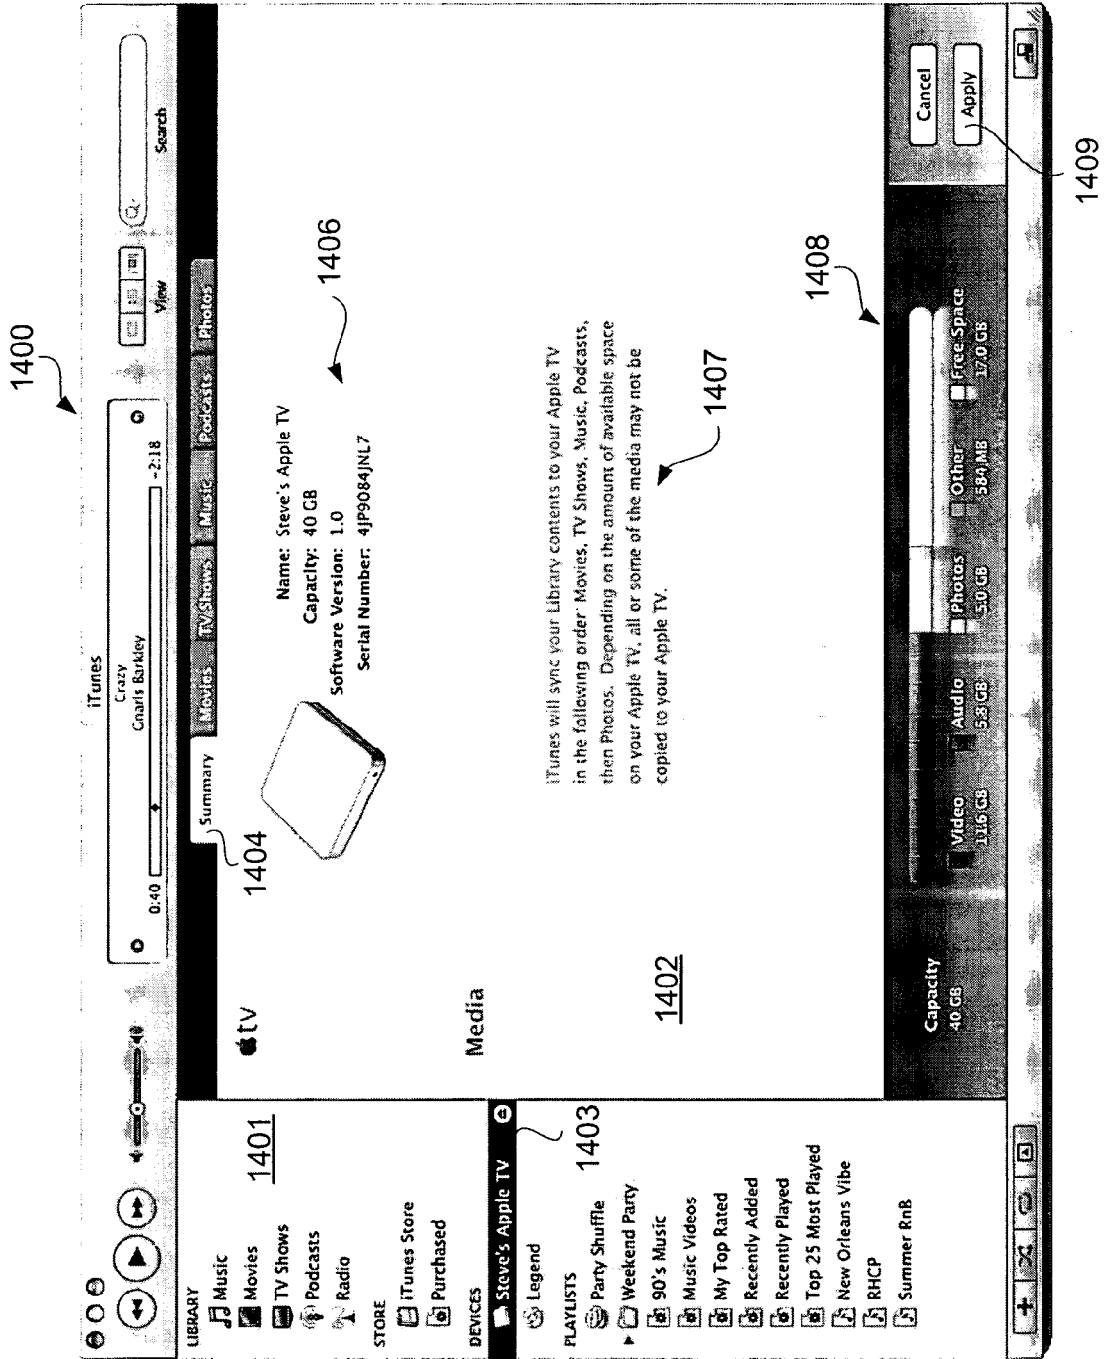 1400
iTunes
Crazy
Gnarls Barkley
0:40
-2:18
View
Search
LIBRARY
Music
Movies
TV Shows
Podcasts
Radio
STORE
iTunes Store
Purchased
DEVICES
Steve's Apple TV
Legend
PLAYLISTS
Party Shuffle
Weekend Party
90's Music
Music Videos
My Top Rated
Recently Added
Recently Played
Top 25 Most Played
New Orleans Vibe
RHCP
Summer RnB
1401
1403
Summary
Movies
TV Shows
Music
Podcasts
Photos
1404
tv
Name: Steve's Apple TV
Capacity: 40 GB
Software Version: 1.0
Serial Number: 4JP9084JNL7
1406
Media
iTunes will sync your Library contents to your Apple TV
in the following order: Movies, TV Shows, Music, Podcasts,
then Photos. Depending on the amount of available space
on your Apple TV, all or some of the media may not be
copied to your Apple TV.
1407
1402
1408
Capacity
40 GB
Video
11.6 GB
Audio
5.3 GB
Photos
5.0 GB
Other
584 MB
Free Space
17.0 GB
Cancel
Apply
1409